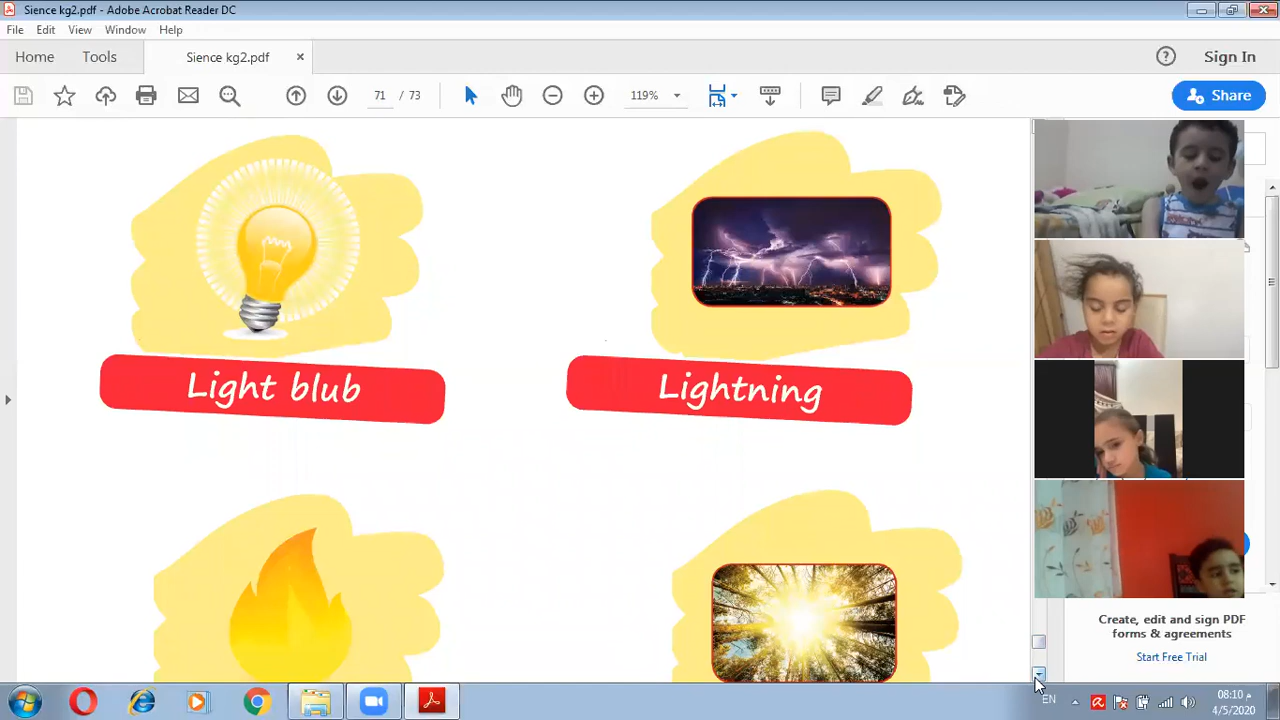 Sience kg2.pdf - Adobe Acrobat Reader DC
File Edit View Window Help
Home Tools Sience kg2.pdf × Sign In
71 / 73 119% Share
Light blub Lightning
Create, edit and sign PDF
forms & agreements
Start Free Trial
EN
08:10 م
4/5/2020